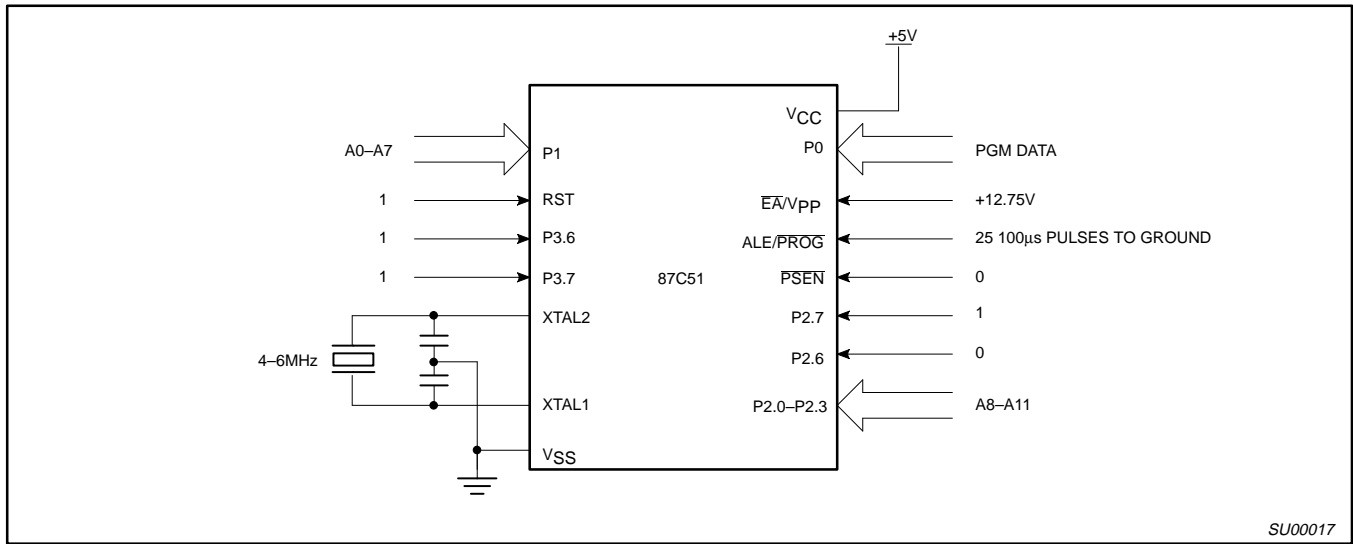 +5V
VCC
A0–A7
P1
P0
PGM DATA
1
RST
EA/VPP
+12.75V
1
P3.6
ALE/PROG
25 100µs PULSES TO GROUND
1
P3.7
87C51
PSEN
0
XTAL2
P2.7
1
4–6MHz
P2.6
0
XTAL1
P2.0–P2.3
A8–A11
VSS
SU00017